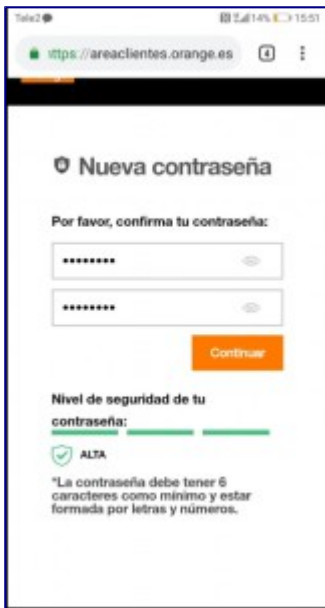 Tele2
14% 15:51
https://areaclientes.orange.es
4
Nueva contraseña
Por favor, confirma tu contraseña:
••••••••
••••••••
Continuar
Nivel de seguridad de tu
contraseña:
ALTA
*La contraseña debe tener 6
caracteres como mínimo y estar
formada por letras y números.